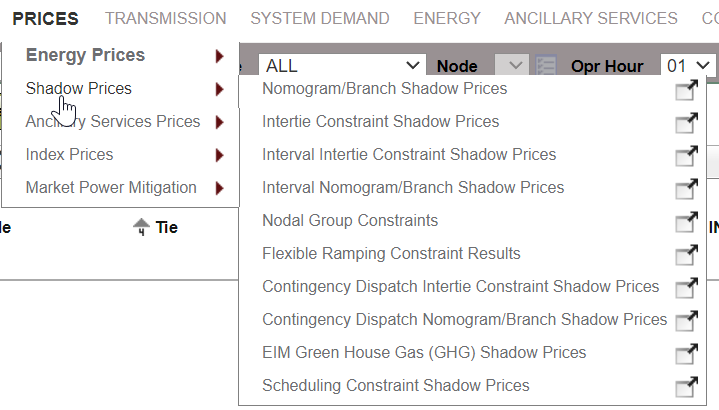 PRICES TRANSMISSION SYSTEM DEMAND ENERGY ANCILLARY SERVICES
Energy Prices
ALL Node Opr Hour 01
Shadow Prices
Nomogram/Branch Shadow Prices
Ancillary Services Prices
Intertie Constraint Shadow Prices
Index Prices
Interval Intertie Constraint Shadow Prices
Market Power Mitigation
Interval Nomogram/Branch Shadow Prices
Tie
Nodal Group Constraints
Flexible Ramping Constraint Results
Contingency Dispatch Intertie Constraint Shadow Prices
Contingency Dispatch Nomogram/Branch Shadow Prices
EIM Green House Gas (GHG) Shadow Prices
Scheduling Constraint Shadow Prices